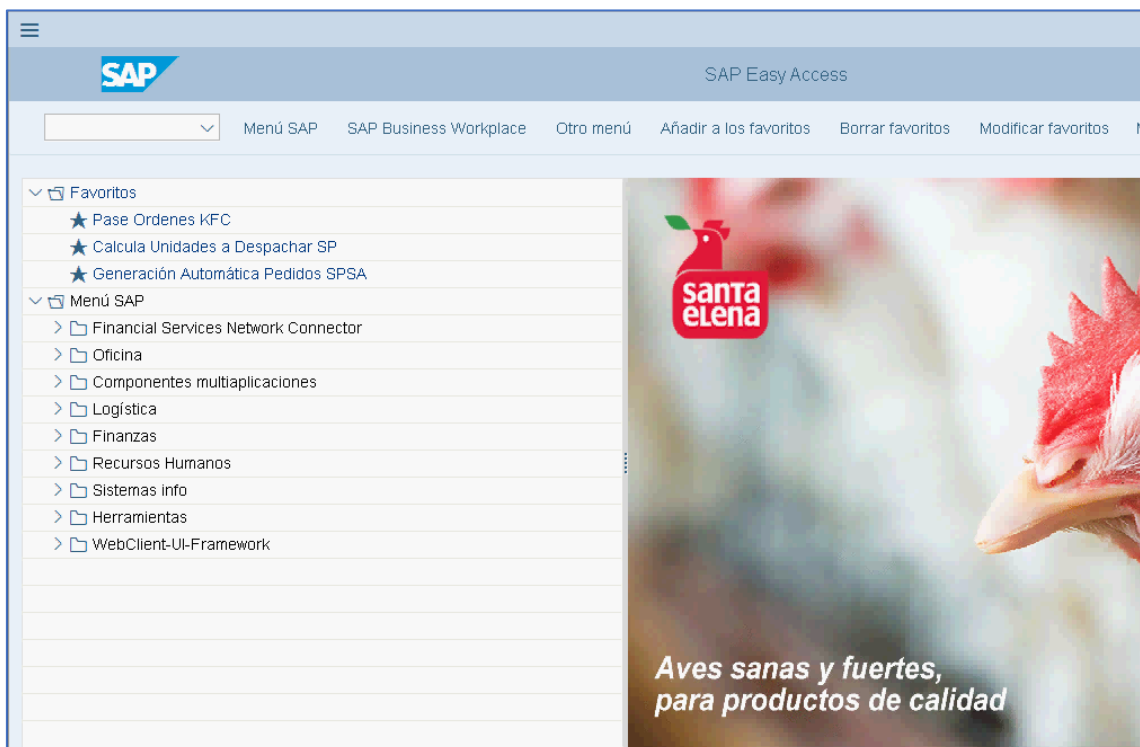 SAP
SAP Easy Access
Menú SAP SAP Business Workplace Otro menú Añadir a los favoritos Borrar favoritos Modificar favoritos
Favoritos
Pase Ordenes KFC
Calcula Unidades a Despachar SP
Generación Automática Pedidos SPSA
Menú SAP
Financial Services Network Connector
Oficina
Componentes multiaplicaciones
Logística
Finanzas
Recursos Humanos
Sistemas info
Herramientas
WebClient-UI-Framework
santa
elena
Aves sanas y fuertes,
para productos de calidad